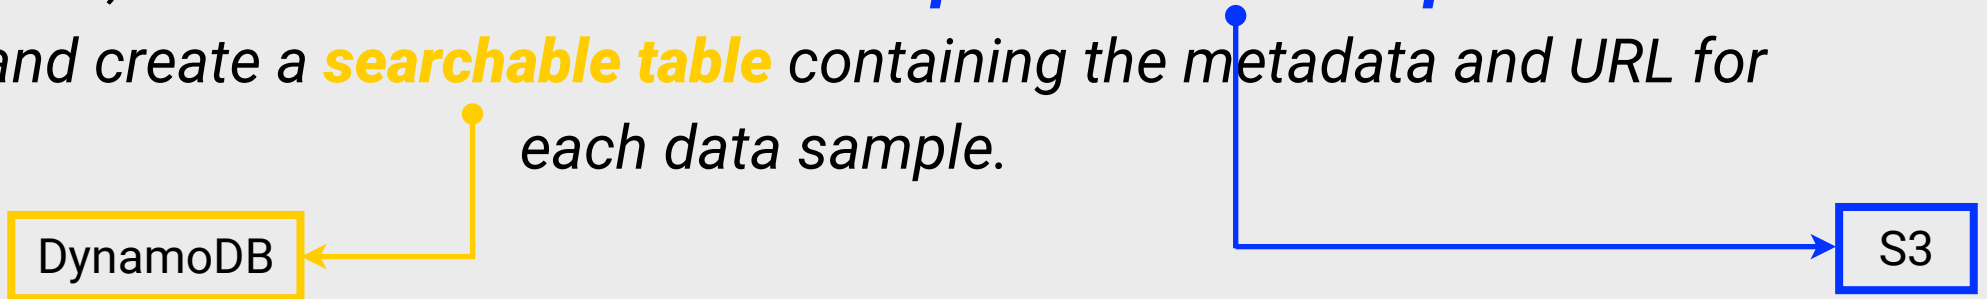 and create a searchable table containing the metadata and URL for
each data sample.
DynamoDB
S3